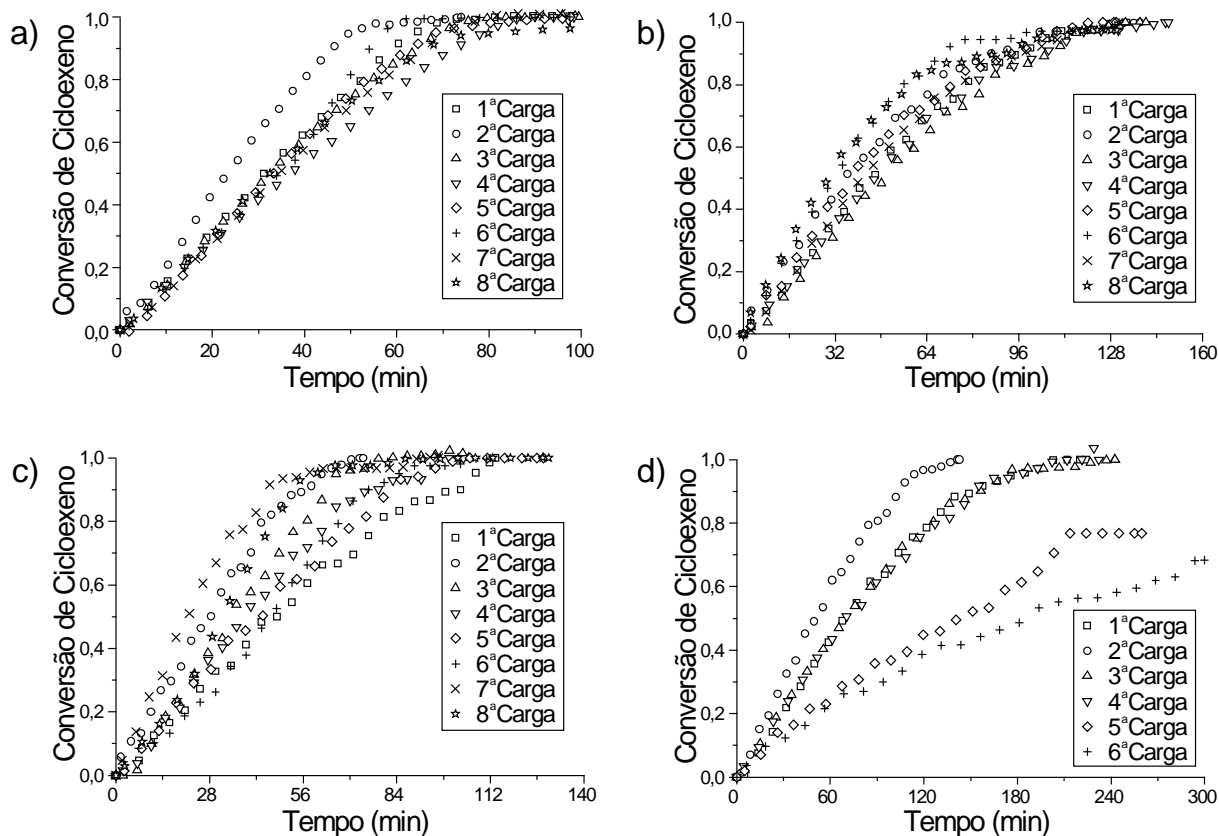 a)
Conversão de Cicloexeno
1,0
0,8
0,6
0,4
0,2
0,0
0 20 40 60 80 100
Tempo (min)
1ªCarga
2ªCarga
3ªCarga
4ªCarga
5ªCarga
6ªCarga
7ªCarga
8ªCarga
b)
Conversão de Cicloexeno
1,0
0,8
0,6
0,4
0,2
0,0
0 32 64 96 128 160
Tempo (min)
1ªCarga
2ªCarga
3ªCarga
4ªCarga
5ªCarga
6ªCarga
7ªCarga
8ªCarga
c)
Conversão de Cicloexeno
1,0
0,8
0,6
0,4
0,2
0,0
0 28 56 84 112 140
Tempo (min)
1ªCarga
2ªCarga
3ªCarga
4ªCarga
5ªCarga
6ªCarga
7ªCarga
8ªCarga
d)
Conversão de Cicloexeno
1,0
0,8
0,6
0,4
0,2
0,0
0 60 120 180 240 300
Tempo (min)
1ªCarga
2ªCarga
3ªCarga
4ªCarga
5ªCarga
6ªCarga